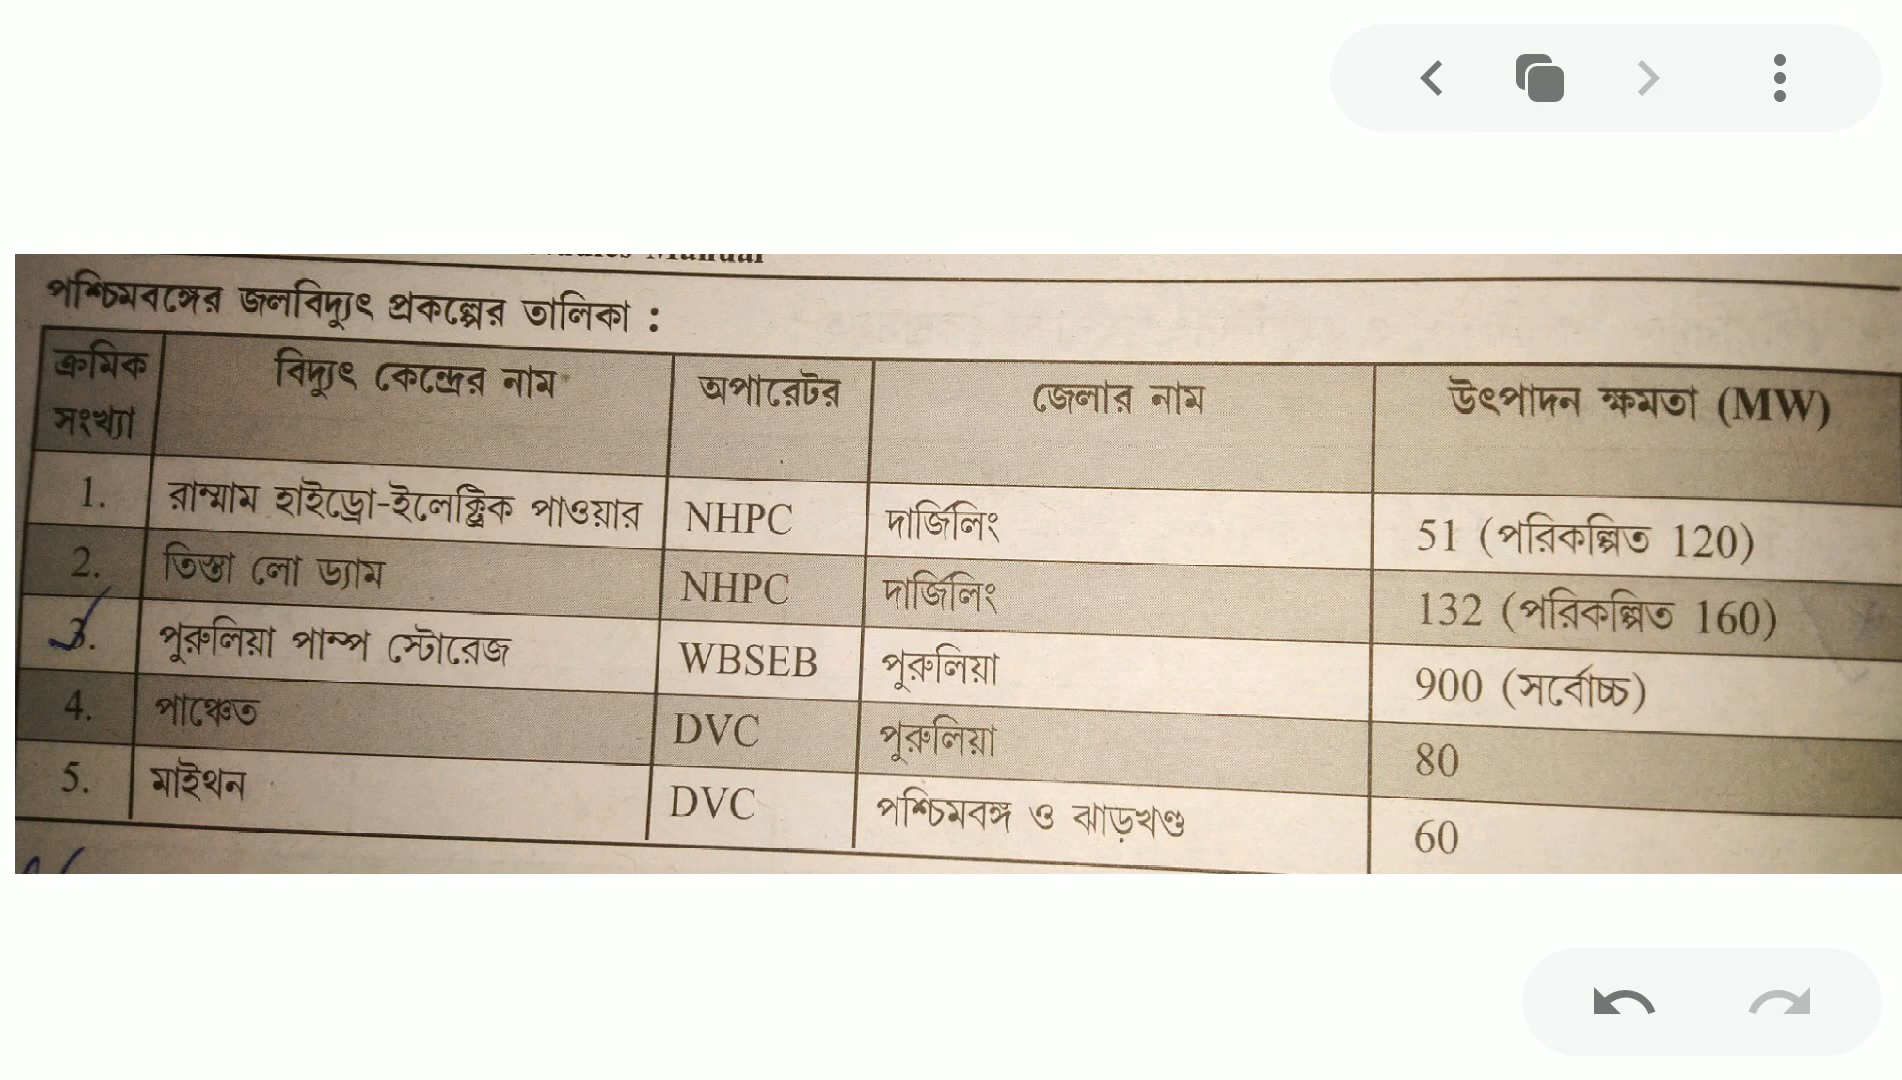 পশ্চিমবঙ্গের জলবিদ্যুৎ প্রকল্পের তালিকা :
ক্রমিক সংখ্যা বিদ্যুৎ কেন্দ্রের নাম অপারেটর জেলার নাম উৎপাদন ক্ষমতা (MW)
1. রাম্মাম হাইড্রো-ইলেক্ট্রিক পাওয়ার NHPC দার্জিলিং 51 (পরিকল্পিত 120)
2. তিস্তা লো ড্যাম NHPC দার্জিলিং 132 (পরিকল্পিত 160)
3. পুরুলিয়া পাম্প স্টোরেজ WBSEB পুরুলিয়া 900 (সর্বোচ্চ)
4. পাঞ্চেত DVC পুরুলিয়া 80
5. মাইথন DVC পশ্চিমবঙ্গ ও ঝাড়খণ্ড 60